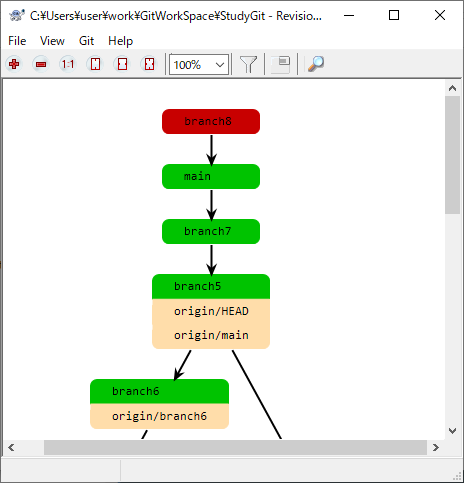 C:¥Users¥user¥work¥GitWorkSpace¥StudyGit - Revisio...
File View Git Help
1:1 100%
branch8
main
branch7
branch5
origin/HEAD
origin/main
branch6
origin/branch6